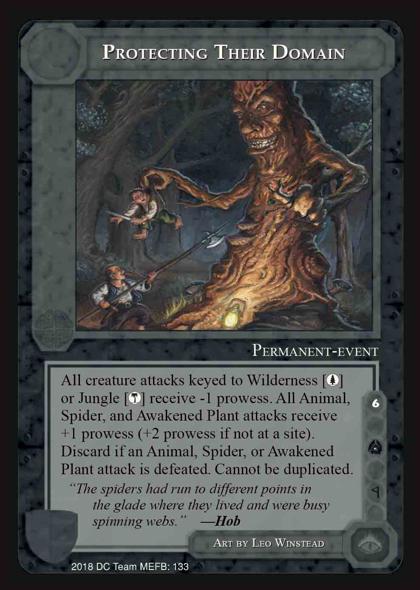 PROTECTING THEIR DOMAIN
PERMANENT-EVENT
All creature attacks keyed to Wilderness []
or Jungle [] receive -1 prowess. All Animal,
Spider, and Awakened Plant attacks receive
+1 prowess (+2 prowess if not at a site).
Discard if an Animal, Spider, or Awakened
Plant attack is defeated. Cannot be duplicated.
6
“The spiders had run to different points in
the glade where they lived and were busy
spinning webs.” —Hob
ART BY LEO WINSTEAD
2018 DC Team MEFB: 133